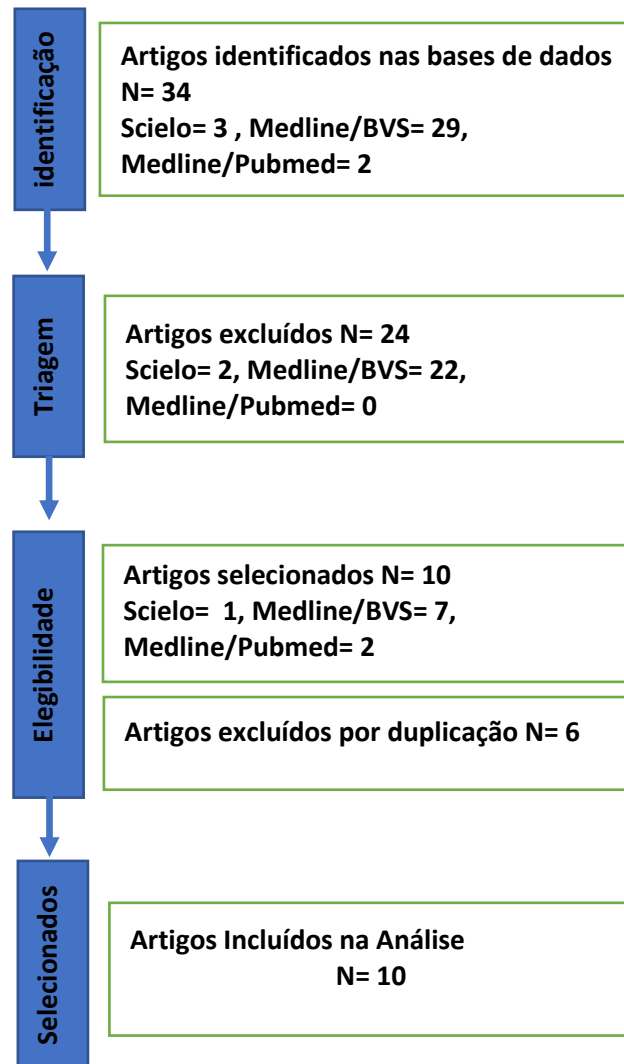 identificação
Artigos identificados nas bases de dados
N= 34
Scielo= 3 , Medline/BVS= 29,
Medline/Pubmed= 2
Triagem
Artigos excluídos N= 24
Scielo= 2, Medline/BVS= 22,
Medline/Pubmed= 0
Elegibilidade
Artigos selecionados N= 10
Scielo=  1, Medline/BVS= 7,
Medline/Pubmed= 2
Artigos excluídos por duplicação N= 6
Selecionados
Artigos Incluídos na Análise
N= 10